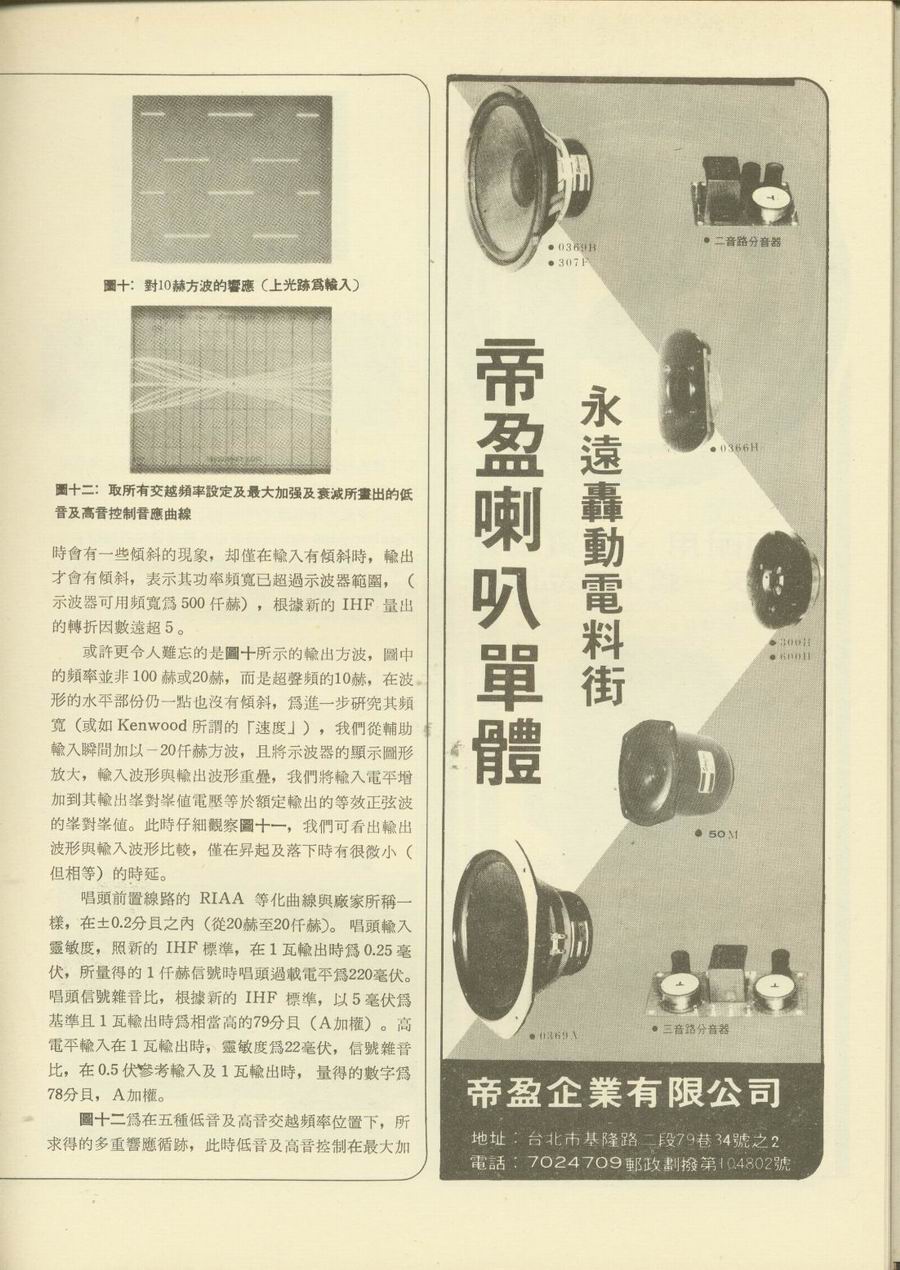 圖十：對10赫方波的響應（上光跡爲輸入）
圖十二：取所有交越頻率設定及最大加强及衰減所畫出的低
音及高音控制音應曲線
時會有一些傾斜的現象，却僅在輸入有傾斜時，輸出
才會有傾斜，表示其功率頻寬已超過示波器範圍，（
示波器可用頻寬爲 500 仟赫），根據新的 IHF 量出
的轉折因數遠超 5 。
或許更令人難忘的是圖十所示的輸出方波，圖中
的頻率並非 100 赫或20赫，而是超聲頻的10赫，在波
形的水平部份仍一點也沒有傾斜，爲進一步研究其頻
寬（或如 Kenwood 所謂的「速度」），我們從輔助
輸入瞬間加以－20仟赫方波，且將示波器的顯示圖形
放大，輸入波形與輸出波形重疊，我們將輸入電平增
加到其輸出峯對峯値電壓等於額定輸出的等效正弦波
的峯對峯値。此時仔細觀察圖十一，我們可看出輸出
波形與輸入波形比較，僅在昇起及落下時有很微小（
但相等）的時延。
唱頭前置線路的 RIAA 等化曲線與廠家所稱一
樣，在±0.2分貝之內（從20赫至20仟赫）。唱頭輸入
靈敏度，照新的 IHF 標準，在 1 瓦輸出時爲 0.25 毫
伏，所量得的 1 仟赫信號時唱頭過載電平爲220毫伏。
唱頭信號雜音比，根據新的 IHF 標準，以 5 毫伏爲
基準且 1 瓦輸出時爲相當高的79分貝（A加權）。高
電平輸入在 1 瓦輸出時，靈敏度爲22毫伏，信號雜音
比，在 0.5 伏參考輸入及 1 瓦輸出時，量得的數字爲
78分貝，A加權。
圖十二爲在五種低音及高音交越頻率位置下，所
求得的多重響應循跡，此時低音及高音控制在最大加
● 0369B
● 307F
● 二音路分音器
永遠轟動電料街
帝盈喇叭單體
● 0366H
● 300H
● 600H
● 50M
● 0369A
● 三音路分音器
帝盈企業有限公司
地址：台北市基隆路二段79巷34號之2
電話：7024709郵政劃撥第104802號